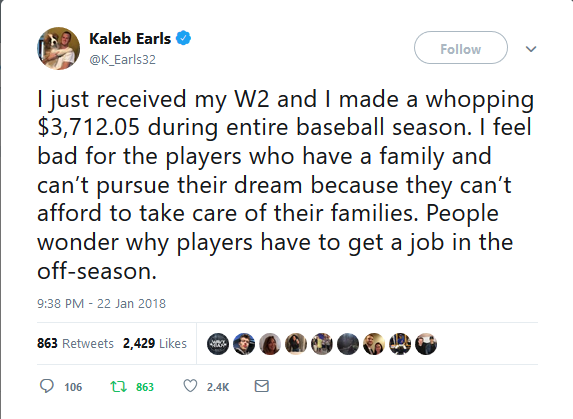 Kaleb Earls
@K_Earls32
Follow
I just received my W2 and I made a whopping
$3,712.05 during entire baseball season. I feel
bad for the players who have a family and
can't pursue their dream because they can't
afford to take care of their families. People
wonder why players have to get a job in the
off-season.
9:38 PM - 22 Jan 2018
863 Retweets 2,429 Likes
106 863 2.4K